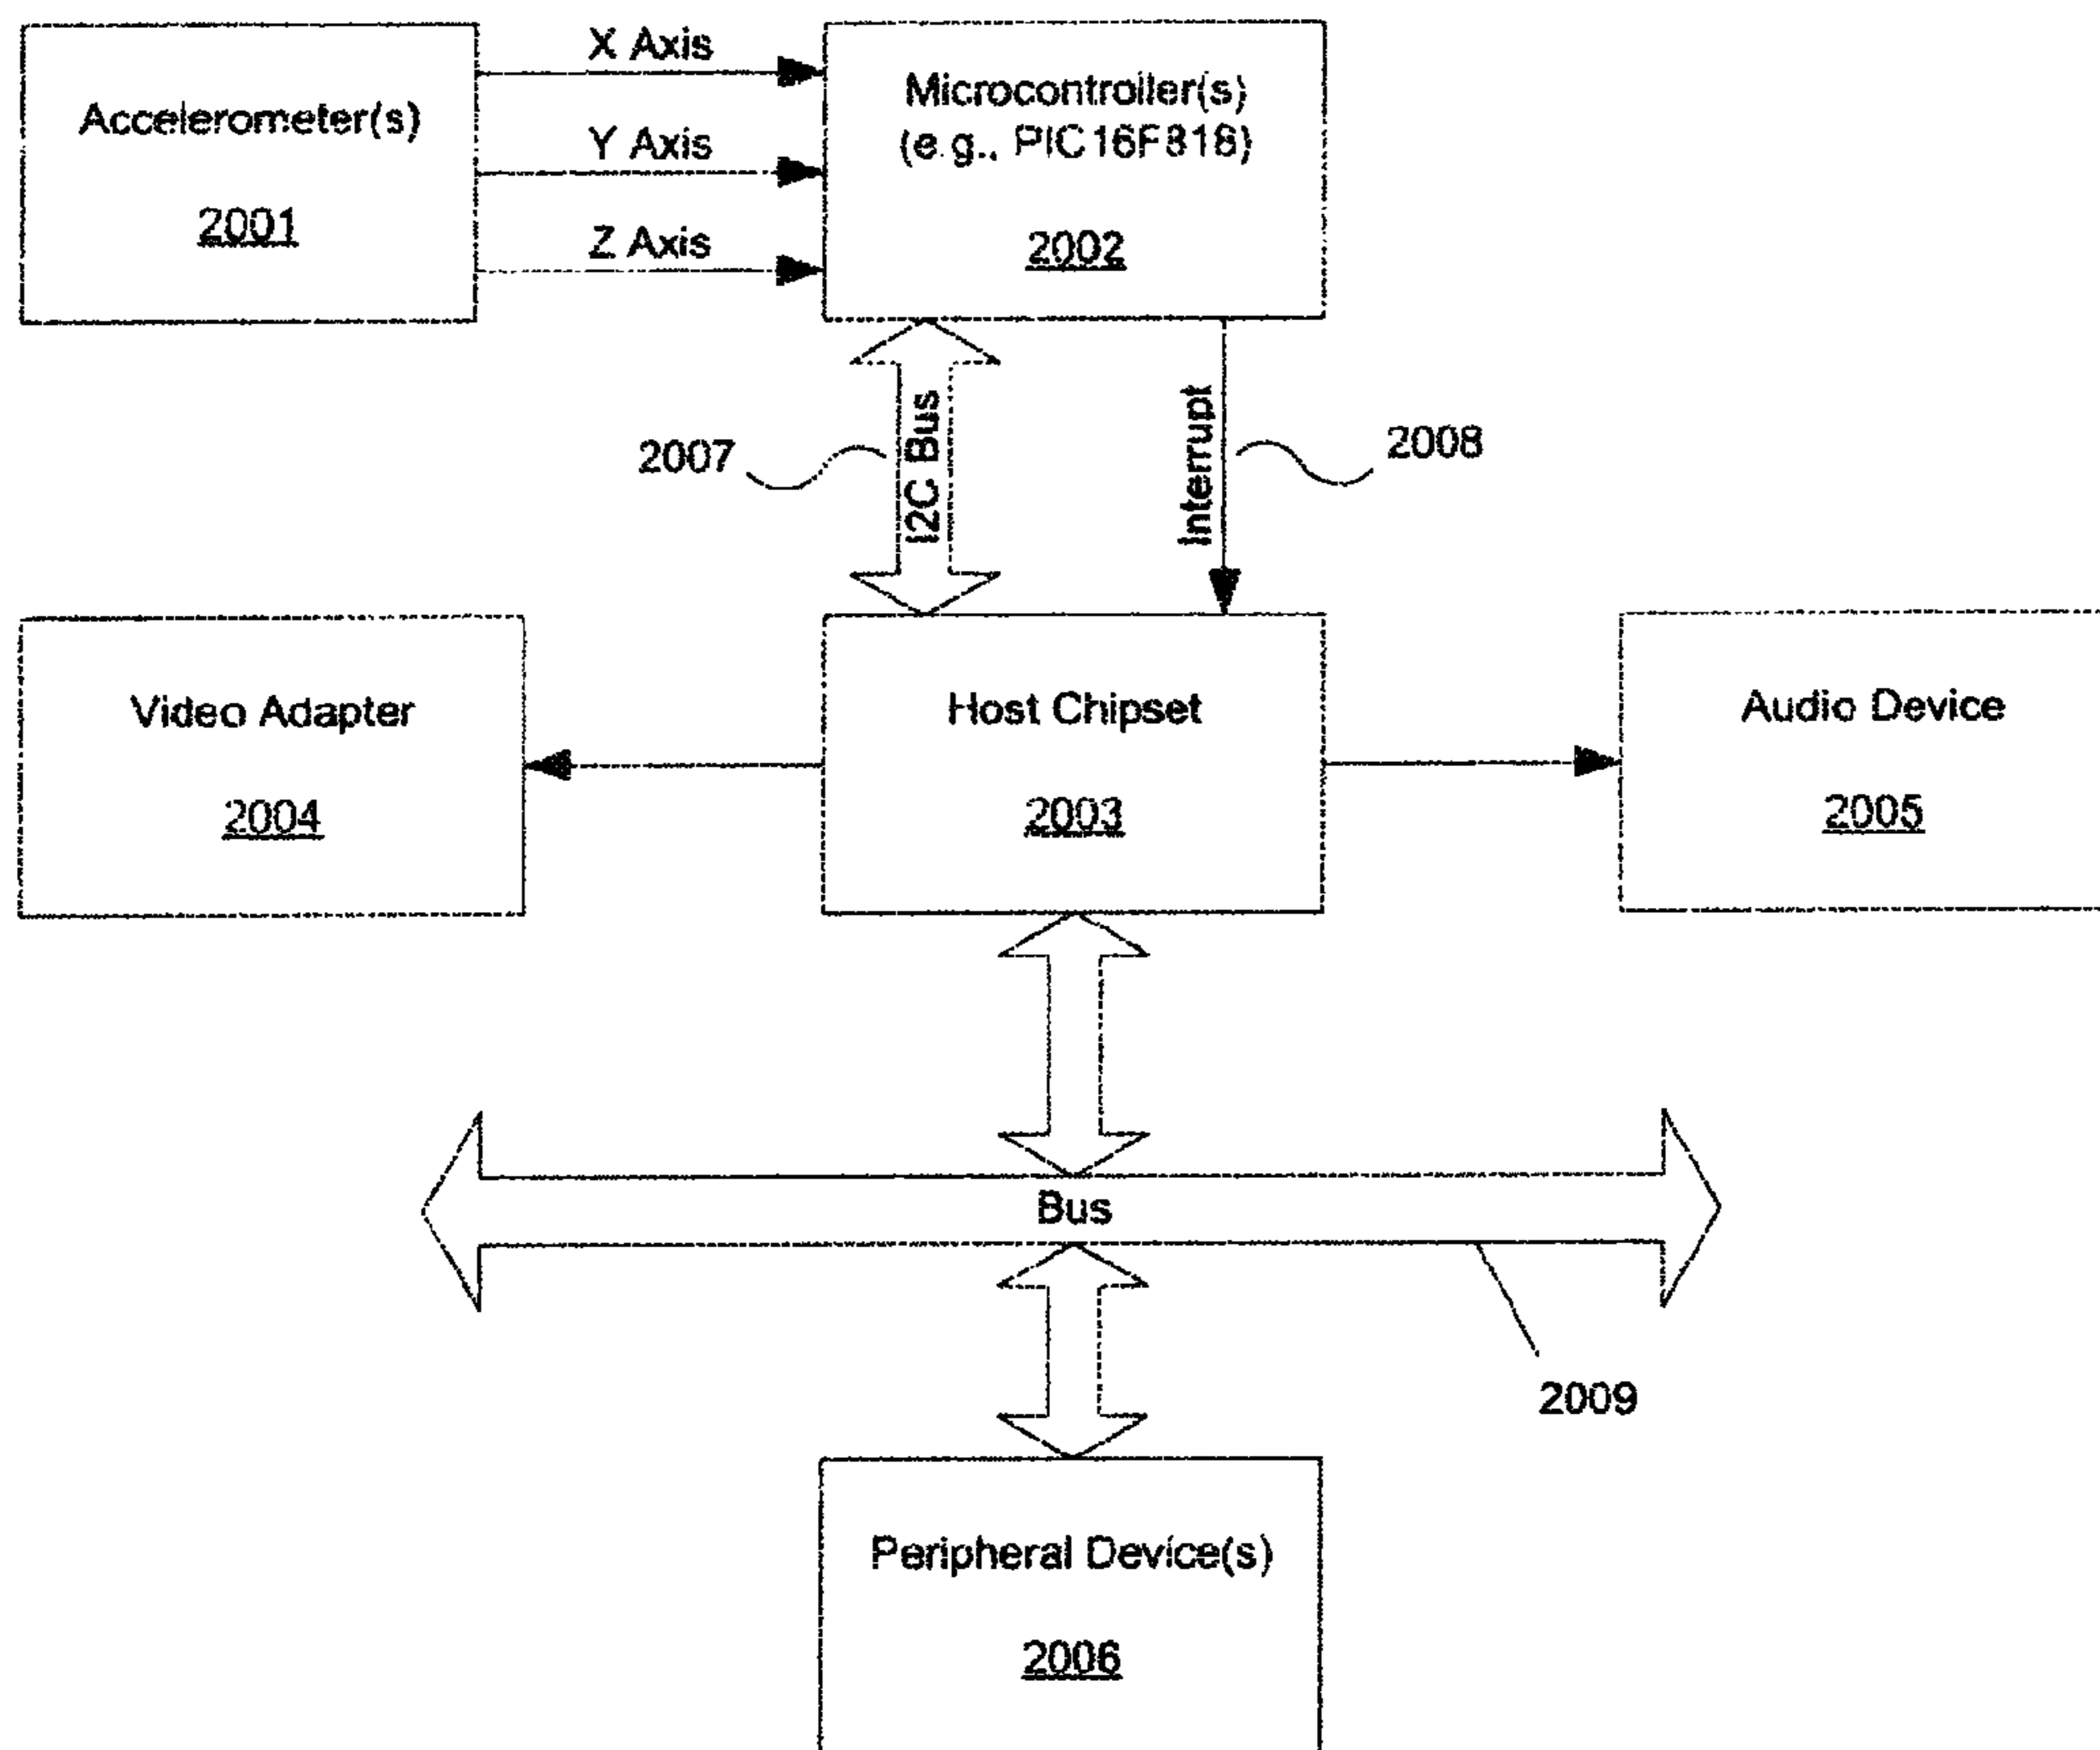 Accelerometer(s)
2001
X Axis
Y Axis
Z Axis
Microcontroller(s)
(e.g., PIC16F818)
2002
2007
I2C Bus
Interrupt
2008
Video Adapter
2004
Host Chipset
2003
Audio Device
2005
Bus
2009
Peripheral Device(s)
2006